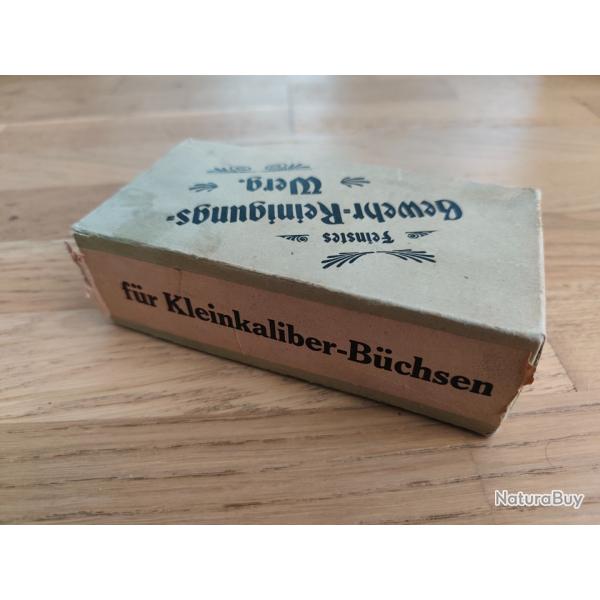 Feinstes
Gewehr-Reinigungs-
Werg.
für Kleinkaliber-Büchsen
NaturaBuy